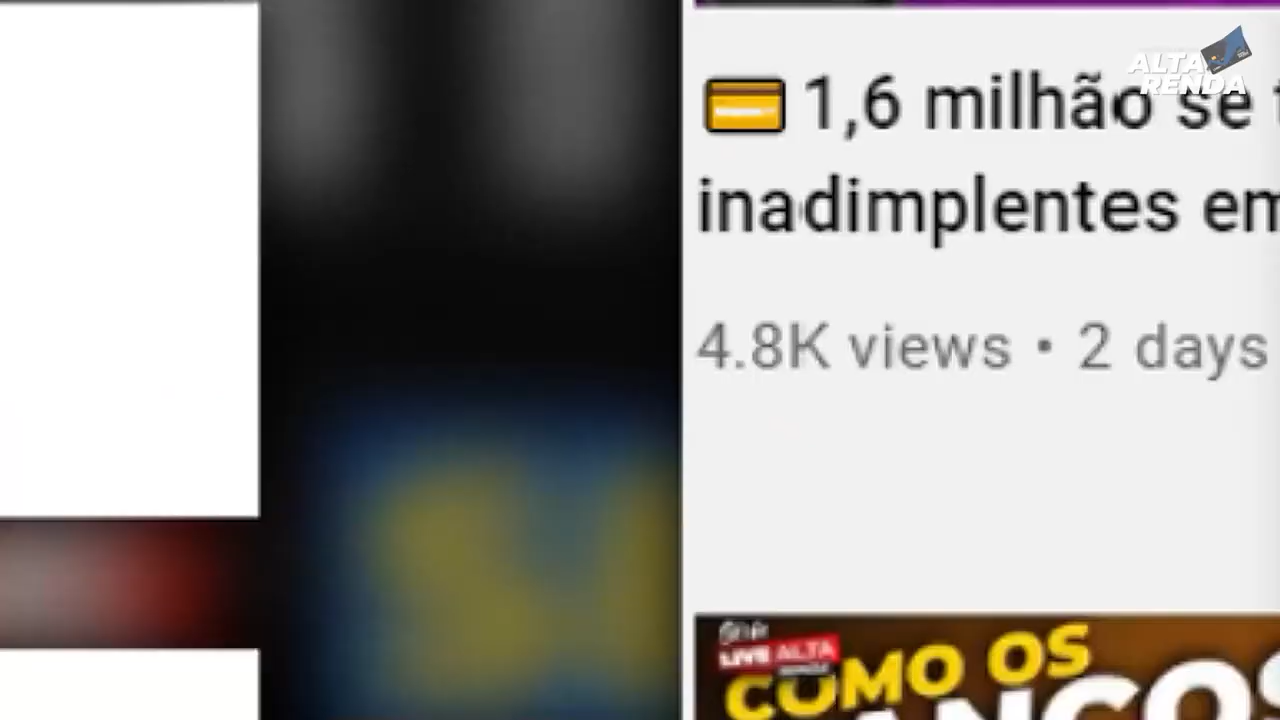 ALTA
RENDA
1,6 milhão se
inadimplentes em
4.8K views • 2 days
LIVE ALTA
COMO OS